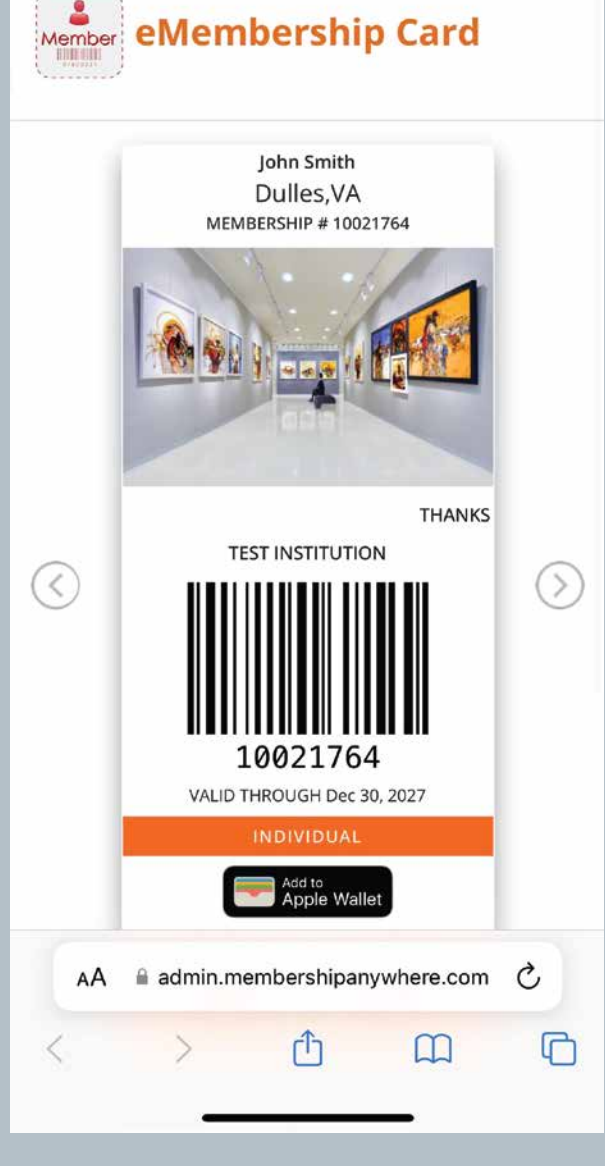 Member
eMembership Card
John Smith
Dulles,VA
MEMBERSHIP # 10021764
THANKS
TEST INSTITUTION
10021764
VALID THROUGH Dec 30, 2027
INDIVIDUAL
Add to
Apple Wallet
AA admin.membershipanywhere.com